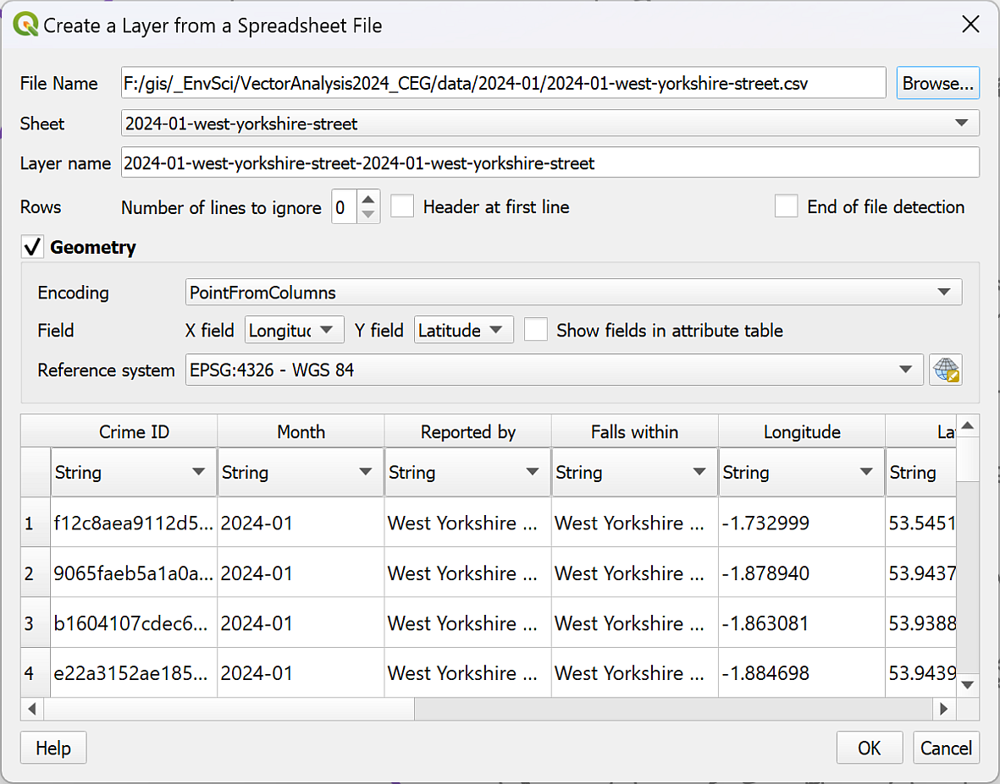 Create a Layer from a Spreadsheet File
File Name F:/gis/_EnvSci/VectorAnalysis2024_CEG/data/2024-01/2024-01-west-yorkshire-street.csv Browse...
Sheet 2024-01-west-yorkshire-street
Layer name 2024-01-west-yorkshire-street-2024-01-west-yorkshire-street
Rows Number of lines to ignore 0 Header at first line End of file detection
Geometry
Encoding PointFromColumns
Field X field Longituc Y field Latitude Show fields in attribute table
Reference system EPSG:4326 - WGS 84
Crime ID Month Reported by Falls within Longitude La
String String String String String String
1 f12c8aea9112d5... 2024-01 West Yorkshire ... West Yorkshire ... -1.732999 53.5451
2 9065faeb5a1a0a... 2024-01 West Yorkshire ... West Yorkshire ... -1.878940 53.9437
3 b1604107cdec6... 2024-01 West Yorkshire ... West Yorkshire ... -1.863081 53.9388
4 e22a3152ae185... 2024-01 West Yorkshire ... West Yorkshire ... -1.884698 53.9439
Help OK Cancel